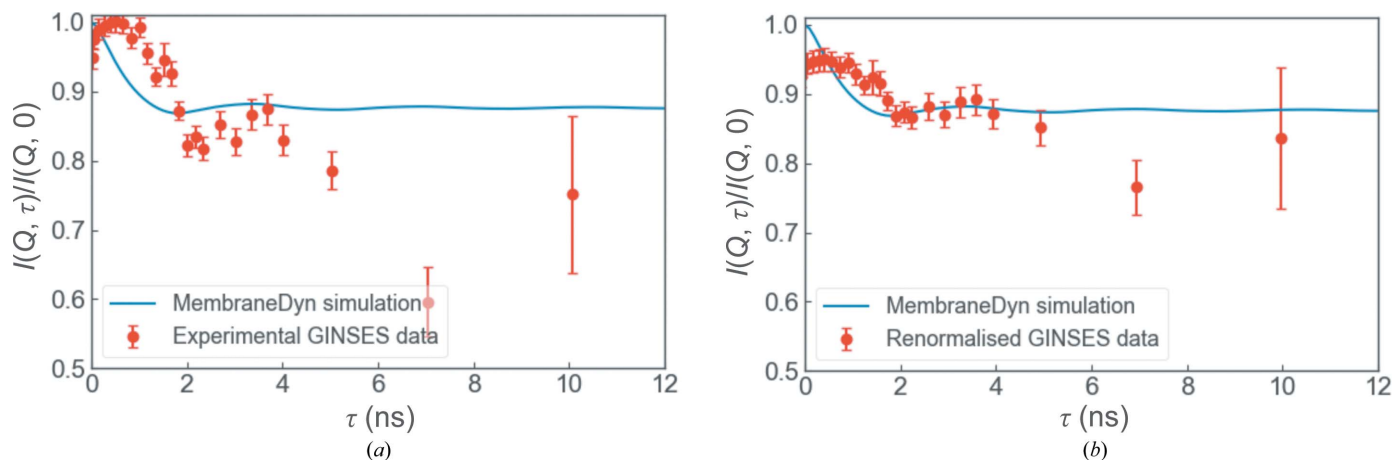 1.0
0.9
0.8
0.7
0.6
0.5
I(Q, τ)/I(Q, 0)
MembraneDyn simulation
Experimental GINSES data
0 2 4 6 8 10 12
τ (ns)
(a)
1.0
0.9
0.8
0.7
0.6
0.5
I(Q, τ)/I(Q, 0)
MembraneDyn simulation
Renormalised GINSES data
0 2 4 6 8 10 12
τ (ns)
(b)